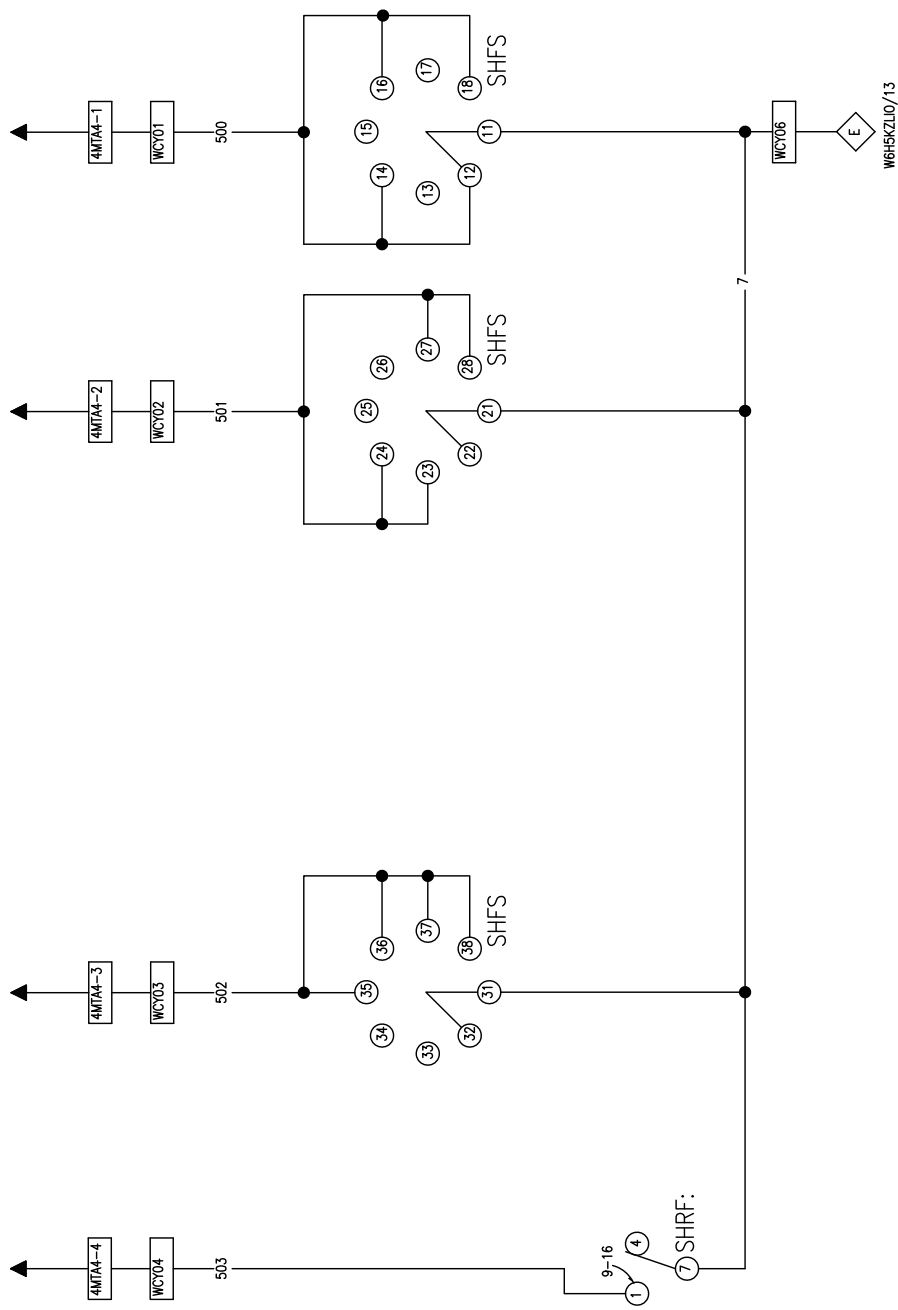 4MTA4-1
WCY01
500
16
17
18
SHFS
15
14
13
12
11
WCY06
E
W6H5KZLI0/13
7
4MTA4-2
WCY02
501
26
27
28
SHFS
25
24
23
22
21
4MTA4-3
WCY03
502
36
37
38
SHFS
35
34
33
32
31
4MTA4-4
WCY04
503
9-16
1
4
7
SHRF: